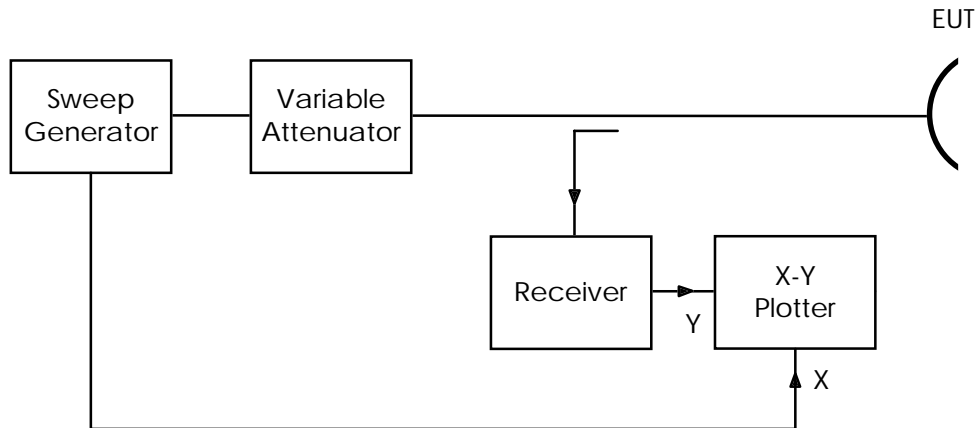 EUT
Sweep
Generator
Variable
Attenuator
Receiver
Y
X-Y
Plotter
X